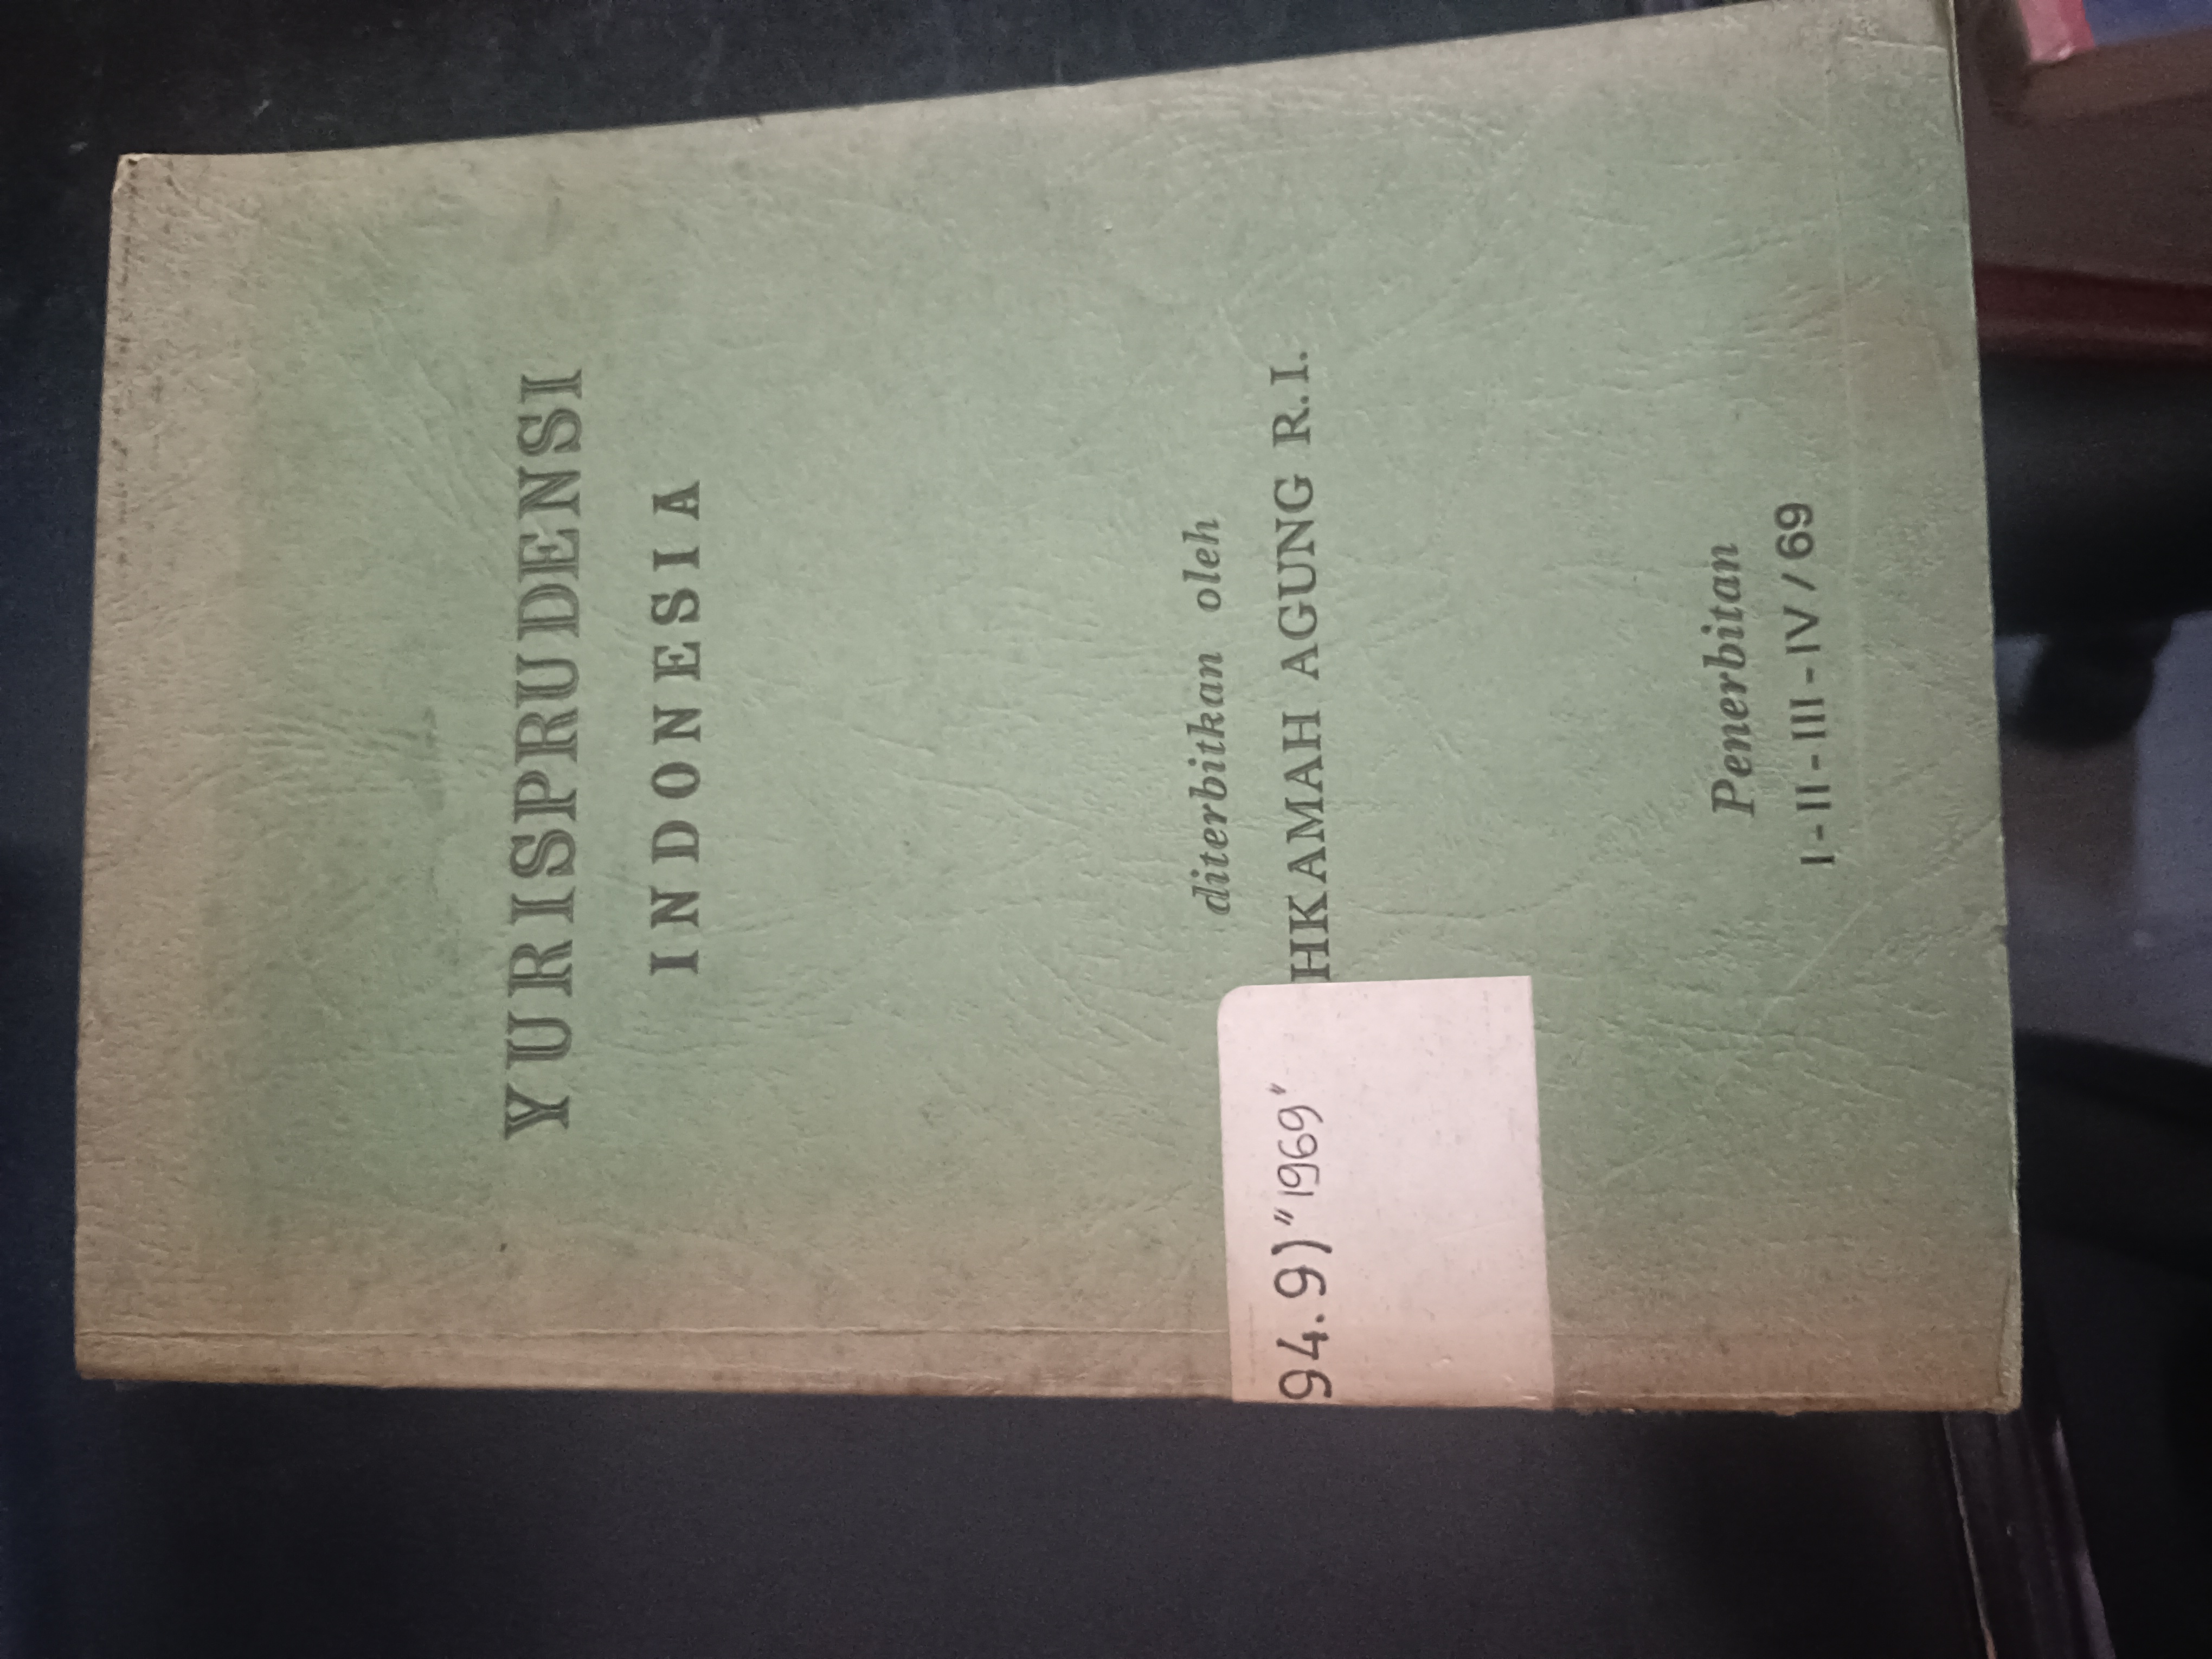 YURISPRUDENSI
INDONESIA
diterbitkan oleh
HKAMAH AGUNG R.I.
94.9)"1969"
Penerbitan
I-II-III-IV/69